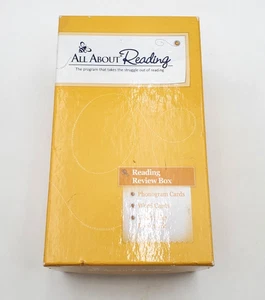 All About Reading
The program that takes the struggle out of reading
Reading
Review Box
Phonogram Cards
Word Cards